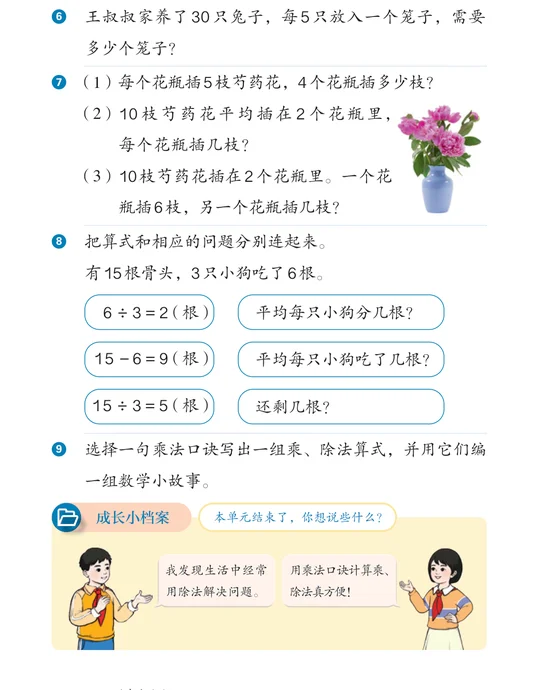 6 王叔叔家养了30只兔子，每5只放入一个笼子，需要
多少个笼子？
7 （1）每个花瓶插5枝芍药花，4个花瓶插多少枝？
（2）10枝芍药花平均插在2个花瓶里，
每个花瓶插几枝？
（3）10枝芍药花插在2个花瓶里。一个花
瓶插6枝，另一个花瓶插几枝？
8 把算式和相应的问题分别连起来。
有15根骨头，3只小狗吃了6根。
6÷3=2（根） 平均每只小狗分几根？
15-6=9（根） 平均每只小狗吃了几根？
15÷3=5（根） 还剩几根？
9 选择一句乘法口诀写出一组乘、除法算式，并用它们编
一组数学小故事。
成长小档案 本单元结束了，你想说些什么？
我发现生活中经常
用除法解决问题。
用乘法口诀计算乘、
除法真方便！